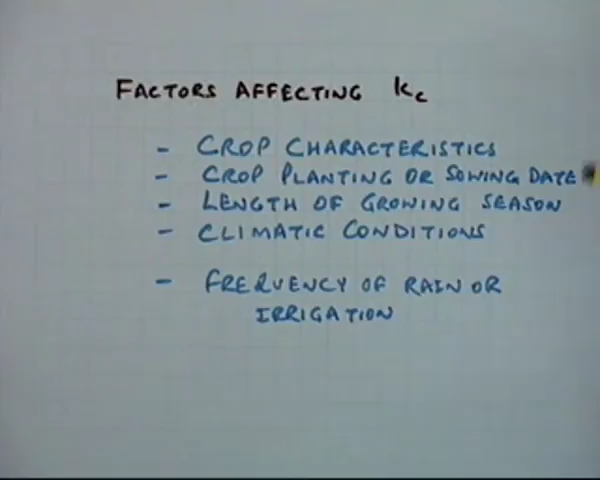 FACTORS AFFECTING Kc
- CROP CHARACTERISTICS
- CROP PLANTING OR SOWING DATE
- LENGTH OF GROWING SEASON
- CLIMATIC CONDITIONS
- FREQUENCY OF RAIN OR
IRRIGATION